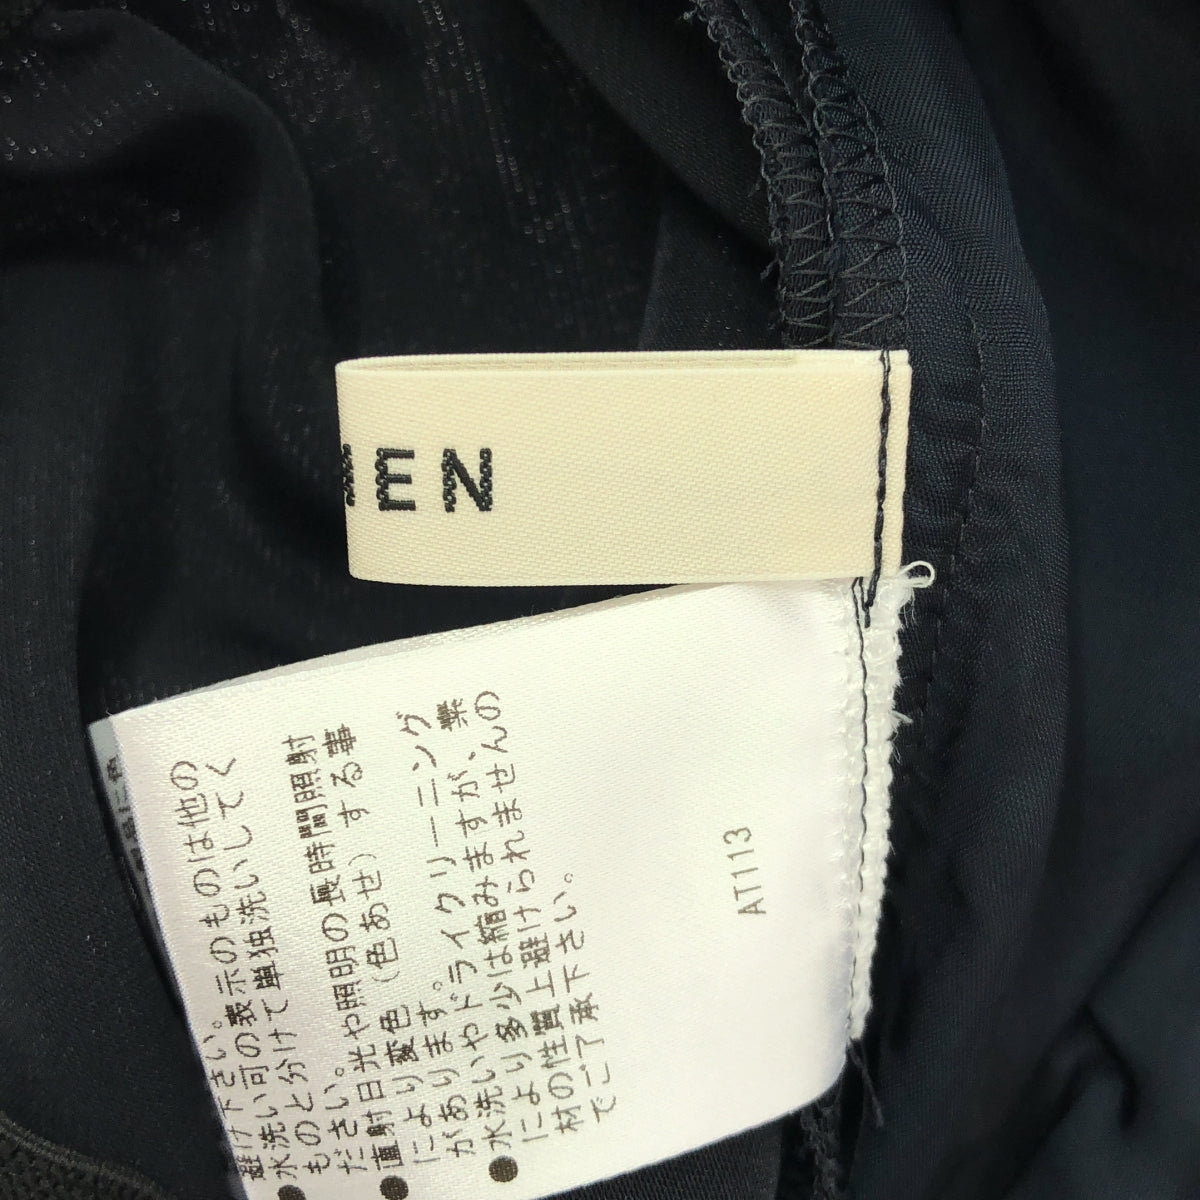 EN
避け下さい。
●水洗い可の表示のものは他の
ものと分けて単独洗いしてく
ださい。
●直射日光や照明の長時間照射
により変色(色あせ)する事
があります。
●水洗いやドライクリーニング
により多少は縮みますが、素
材の性質上避けられませんの
でご了承下さい。
AT113